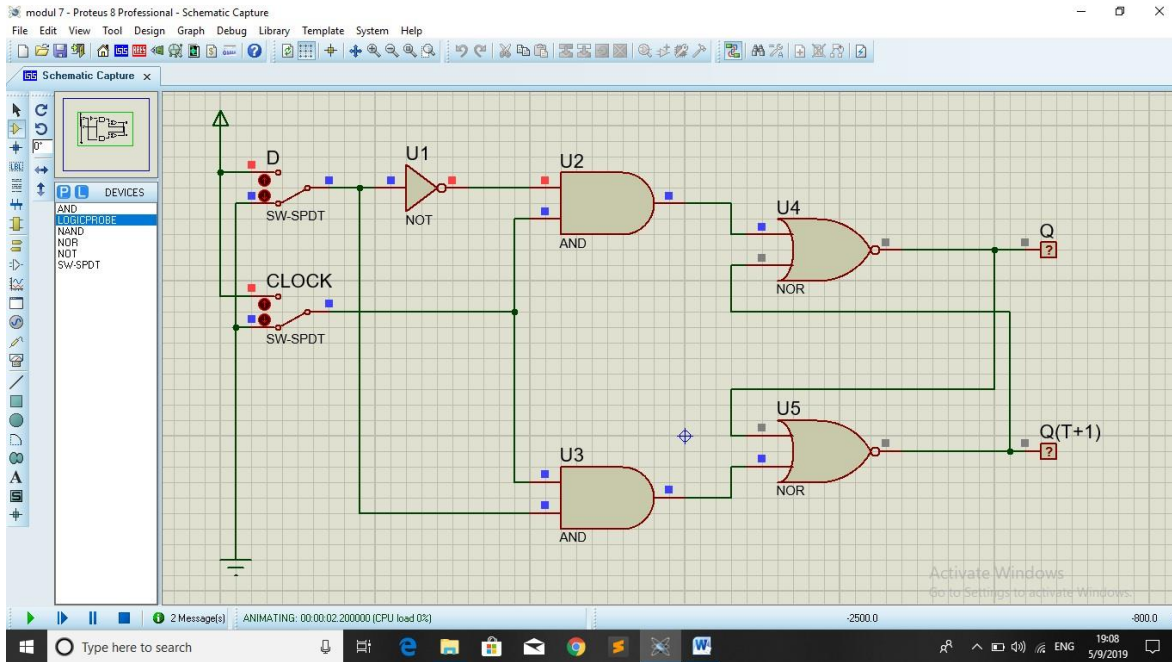 modul 7 - Proteus 8 Professional - Schematic Capture
File Edit View Tool Design Graph Debug Library Template System Help
Schematic Capture x
0°
P L DEVICES
AND
LOGICPROBE
NAND
NOR
NOT
SW-SPDT
D
SW-SPDT
CLOCK
SW-SPDT
U1
NOT
U2
AND
U3
AND
U4
NOR
U5
NOR
Q
?
Q(T+1)
?
Activate Windows
Go to Settings to activate Windows.
2 Message(s) ANIMATING: 00:00:02.200000 (CPU load 0%) -2500.0 -800.0
Type here to search
ENG
19:08
5/9/2019